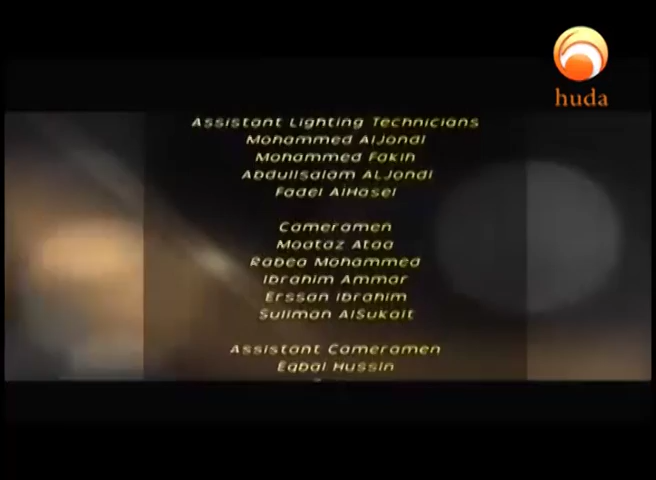 huda
Assistant Lighting Technicians
Mohammed AlJondi
Mohammed Fakih
Abdullsalam ALJondi
Fadel AlHasel
Cameramen
Moataz Ataa
Rabea Mohammed
Ibrahim Ammar
Erssan Ibrahim
Suliman AlSukait
Assistant Cameramen
Eqbal Hussin